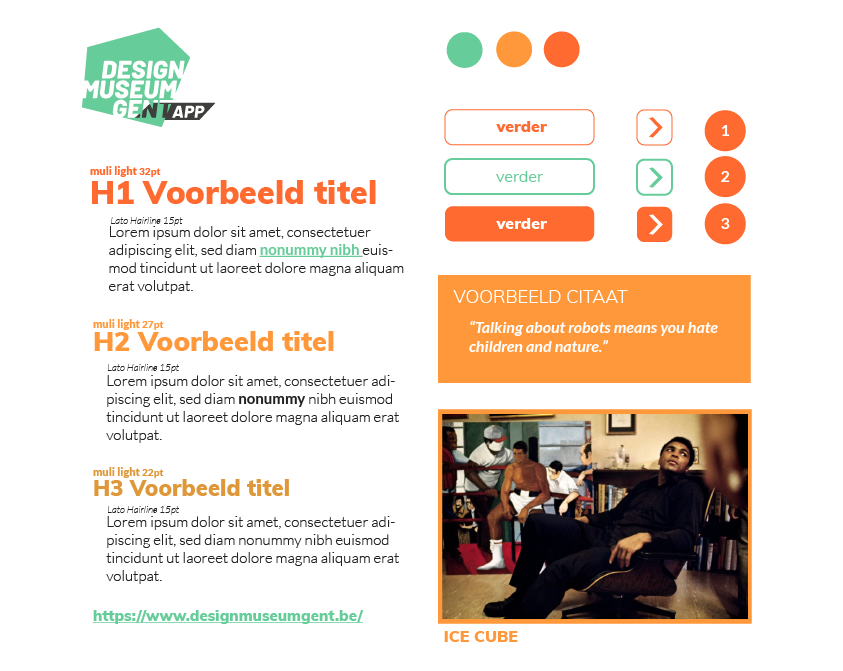 DESIGN
MUSEUM
GENT APP
muli light 32pt
H1 Voorbeeld titel
Lato Hairline 15pt
Lorem ipsum dolor sit amet, consectetuer
adipiscing elit, sed diam nonummy nibh euis-
mod tincidunt ut laoreet dolore magna aliquam
erat volutpat.
muli light 27pt
H2 Voorbeeld titel
Lato Hairline 15pt
Lorem ipsum dolor sit amet, consectetuer adi-
piscing elit, sed diam nonummy nibh euismod
tincidunt ut laoreet dolore magna aliquam erat
volutpat.
muli light 22pt
H3 Voorbeeld titel
Lato Hairline 15pt
Lorem ipsum dolor sit amet, consectetuer adi-
piscing elit, sed diam nonummy nibh euismod
tincidunt ut laoreet dolore magna aliquam erat
volutpat.
https://www.designmuseumgent.be/
verder
1
verder
2
verder
3
VOORBEELD CITAAT
“Talking about robots means you hate
children and nature.”
ICE CUBE